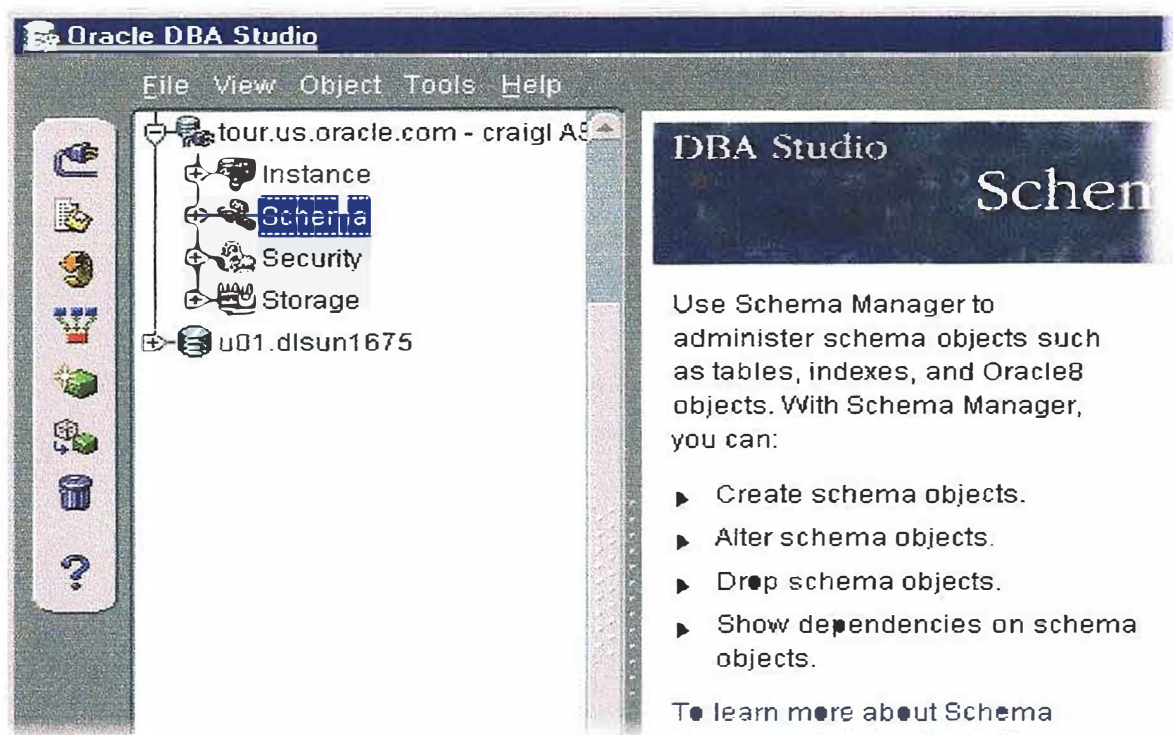 Oracle DBA Studio
File View Object Tools Help
tour.us.oracle.com - craigl AS
Instance
Schema
Security
Storage
u01.dlsun1675
DBA Studio
Schem
Use Schema Manager to
administer schema objects such
as tables, indexes, and Oracle8
objects. With Schema Manager,
you can:
Create schema objects.
Alter schema objects.
Drop schema objects.
Show dependencies on schema
objects.
To learn more about Schema